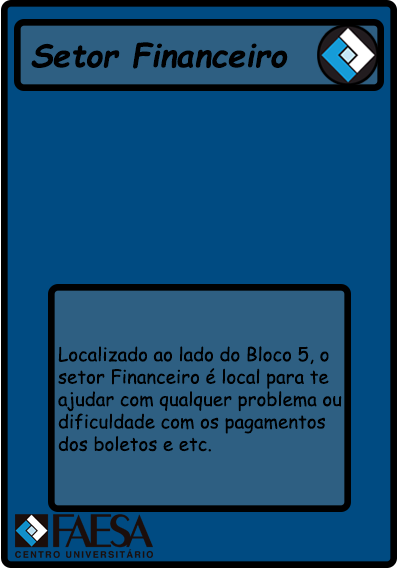 Setor Financeiro
Localizado ao lado do Bloco 5, o
setor Financeiro é local para te
ajudar com qualquer problema ou
dificuldade com os pagamentos
dos boletos e etc.
FAESA
CENTRO UNIVERSITÁRIO